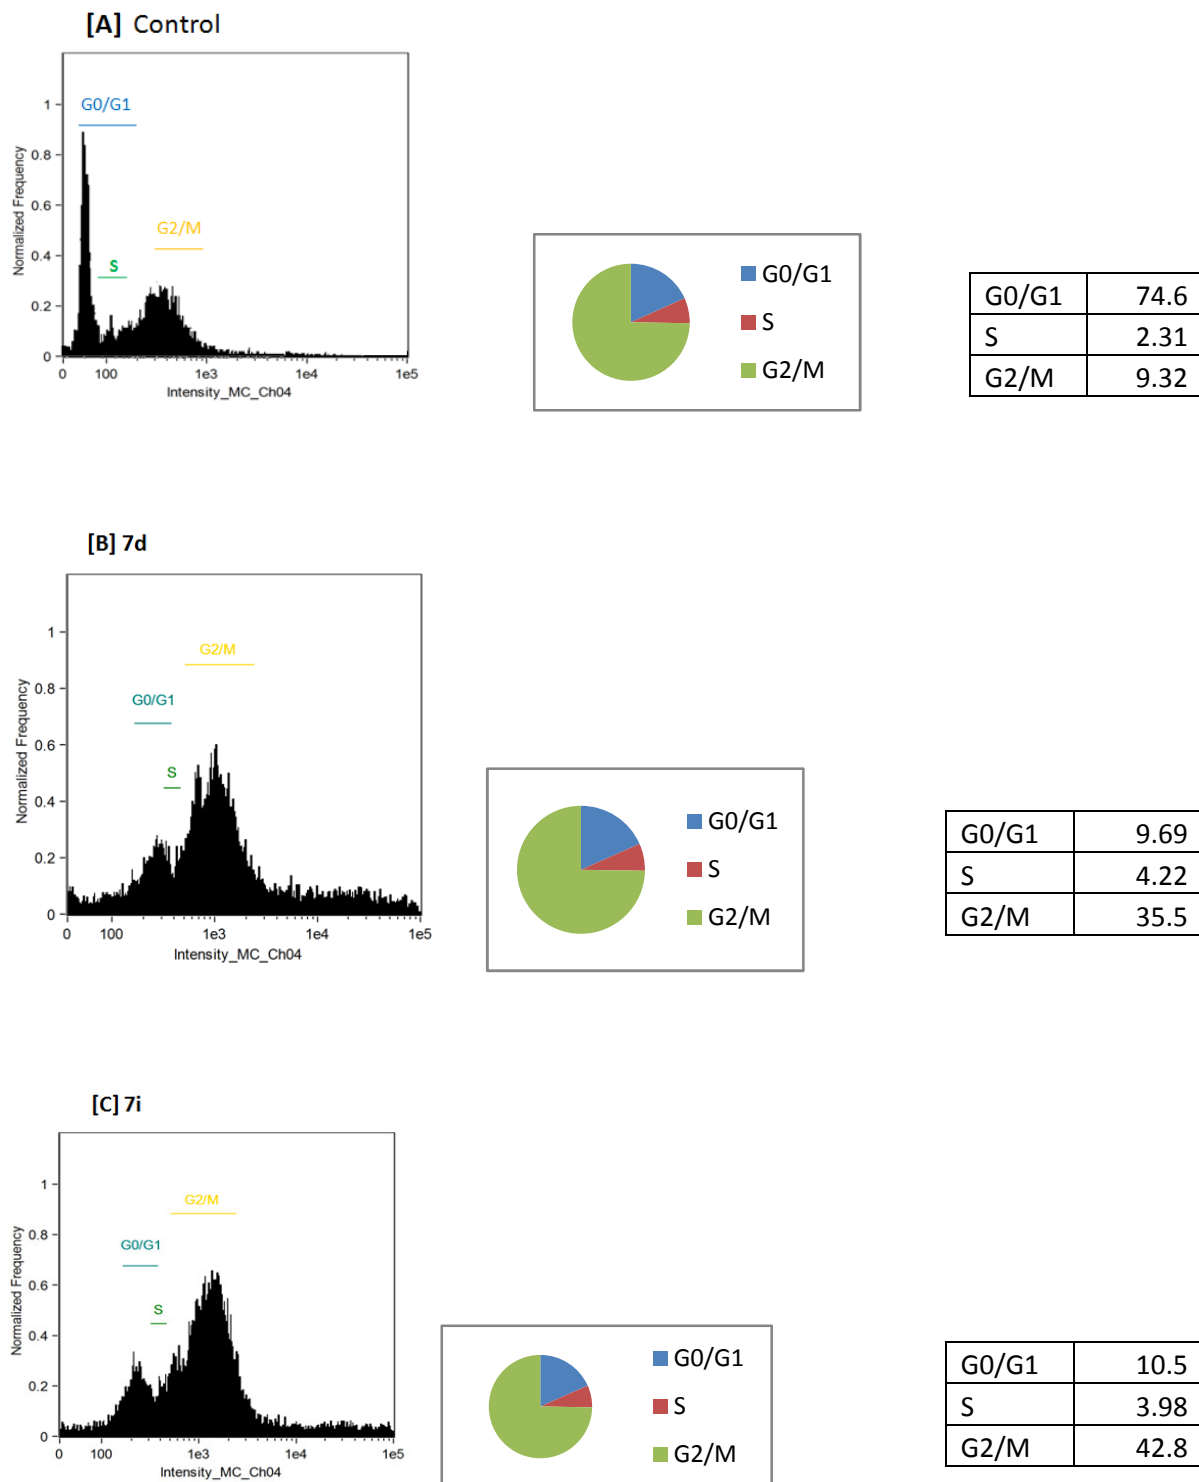 [A] Control
G0/G1
G2/M
S
1
0.8
0.6
0.4
0.2
0
Normalized Frequency
0 100 1e3 1e4 1e5
Intensity_MC_Ch04
G0/G1
S
G2/M
G0/G1 74.6
S 2.31
G2/M 9.32
[B] 7d
G2/M
G0/G1
S
1
0.8
0.6
0.4
0.2
0
Normalized Frequency
0 100 1e3 1e4 1e5
Intensity_MC_Ch04
G0/G1
S
G2/M
G0/G1 9.69
S 4.22
G2/M 35.5
[C] 7i
G2/M
G0/G1
S
1
0.8
0.6
0.4
0.2
0
Normalized Frequency
0 100 1e3 1e4 1e5
Intensity_MC_Ch04
G0/G1
S
G2/M
G0/G1 10.5
S 3.98
G2/M 42.8